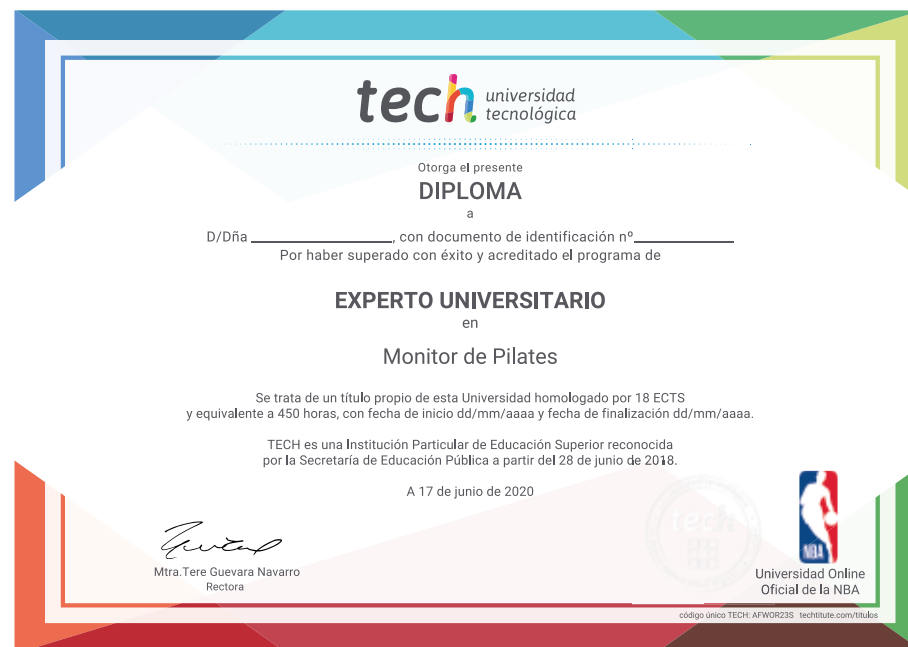 tech universidad
tecnológica
Otorga el presente
DIPLOMA
a
D/Dña ____________________, con documento de identificación nº______________
Por haber superado con éxito y acreditado el programa de
EXPERTO UNIVERSITARIO
en
Monitor de Pilates
Se trata de un título propio de esta Universidad homologado por 18 ECTS
y equivalente a 450 horas, con fecha de inicio dd/mm/aaaa y fecha de finalización dd/mm/aaaa.
TECH es una Institución Particular de Educación Superior reconocida
por la Secretaría de Educación Pública a partir del 28 de junio de 2018.
A 17 de junio de 2020
tech
NBA
Mtra.Tere Guevara Navarro
Rectora
Universidad Online
Oficial de la NBA
código único TECH: AFWOR23S techtitute.com/titulos